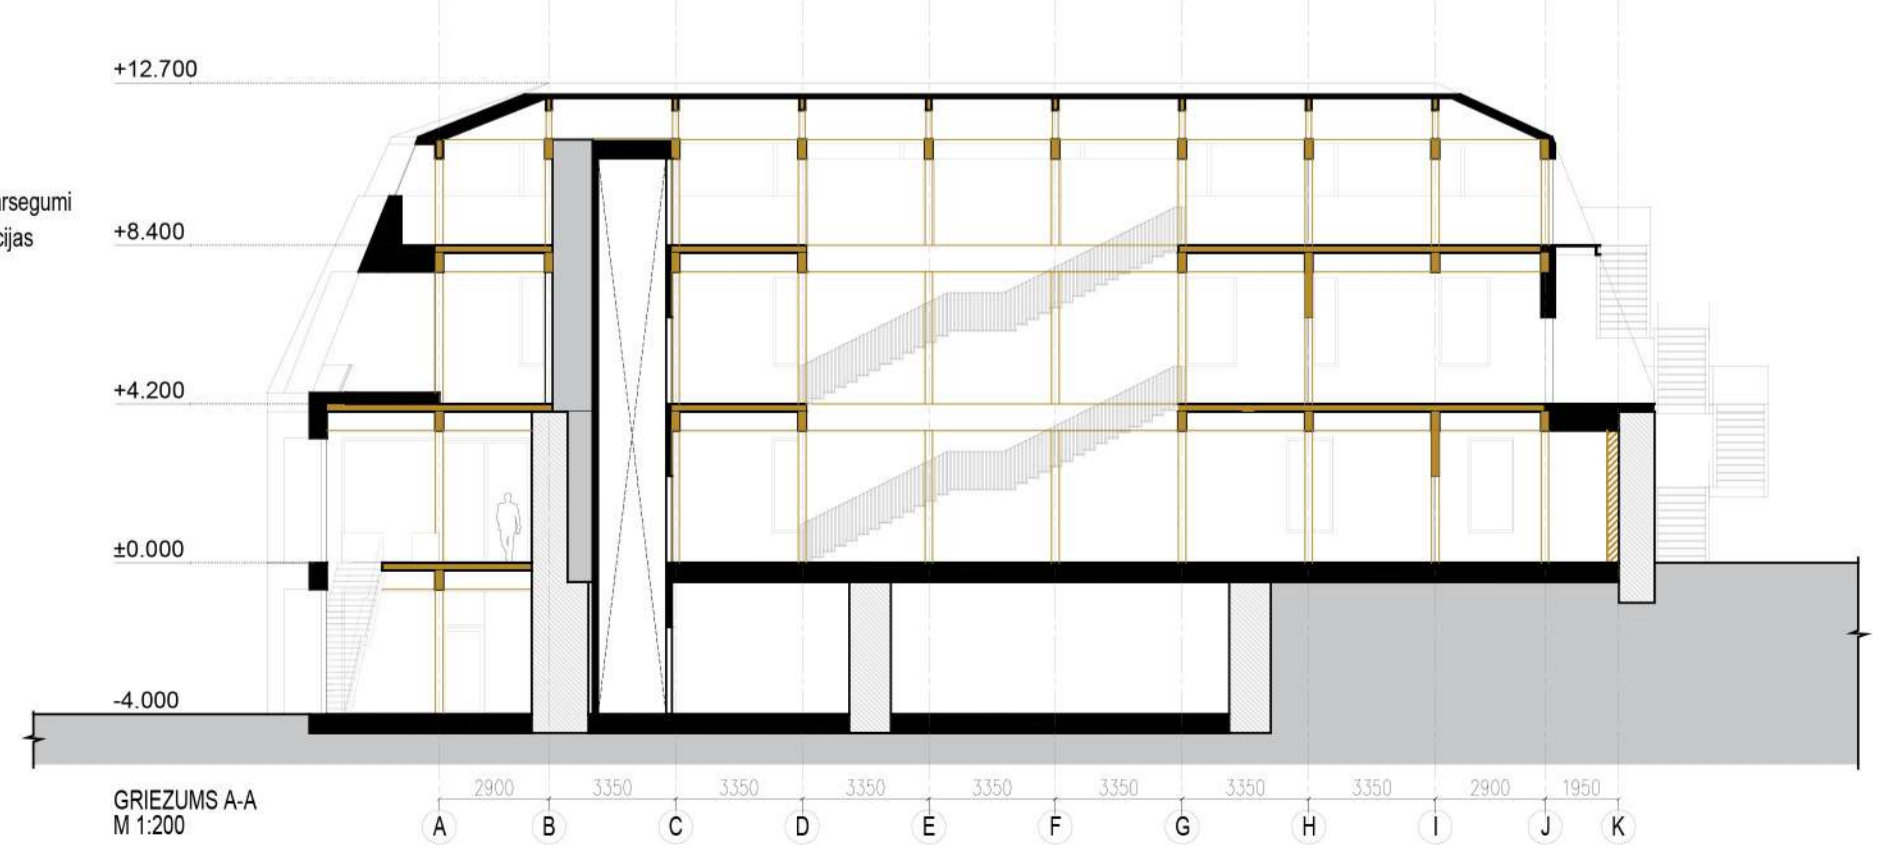 +12.700
rsegumi
cijas
+8.400
+4.200
±0.000
-4.000
2900 3350 3350 3350 3350 3350 3350 3350 2900 1950
GRIEZUMS A-A
M 1:200
A B C D E F G H I J K